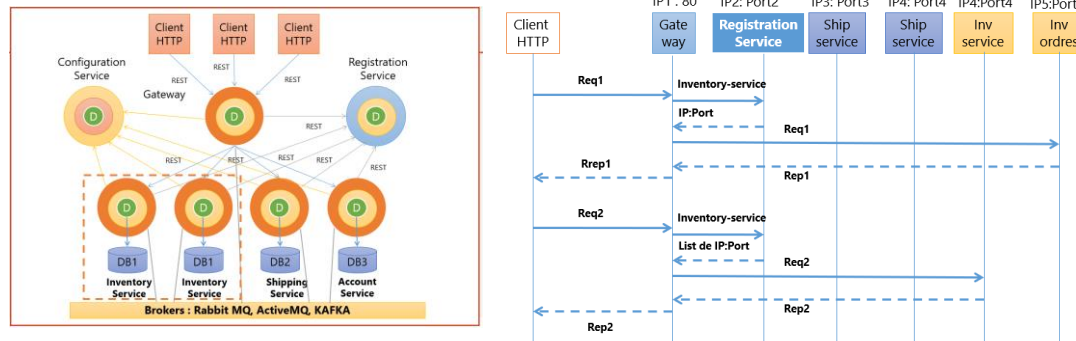 Client
HTTP
Client
HTTP
Client
HTTP
Configuration
Service
Registration
Service
REST
REST
REST
Gateway
D
D
D
REST
REST
REST
REST
REST
REST
REST
D
D
D
D
DB1
DB1
DB2
DB3
Inventory
Service
Inventory
Service
Shipping
Service
Account
Service
Brokers : Rabbit MQ, ActiveMQ, KAFKA
IP1 : 80
IP2: Port2
IP3: Port3
IP4: Port4
IP4:Port4
IP5:Port
Client
HTTP
Gate
way
Registration
Service
Ship
service
Ship
service
Inv
service
Inv
ordres
Req1
Inventory-service
IP:Port
Req1
Rrep1
Rep1
Req2
Inventory-service
List de IP:Port
Req2
Rep2
Rep2